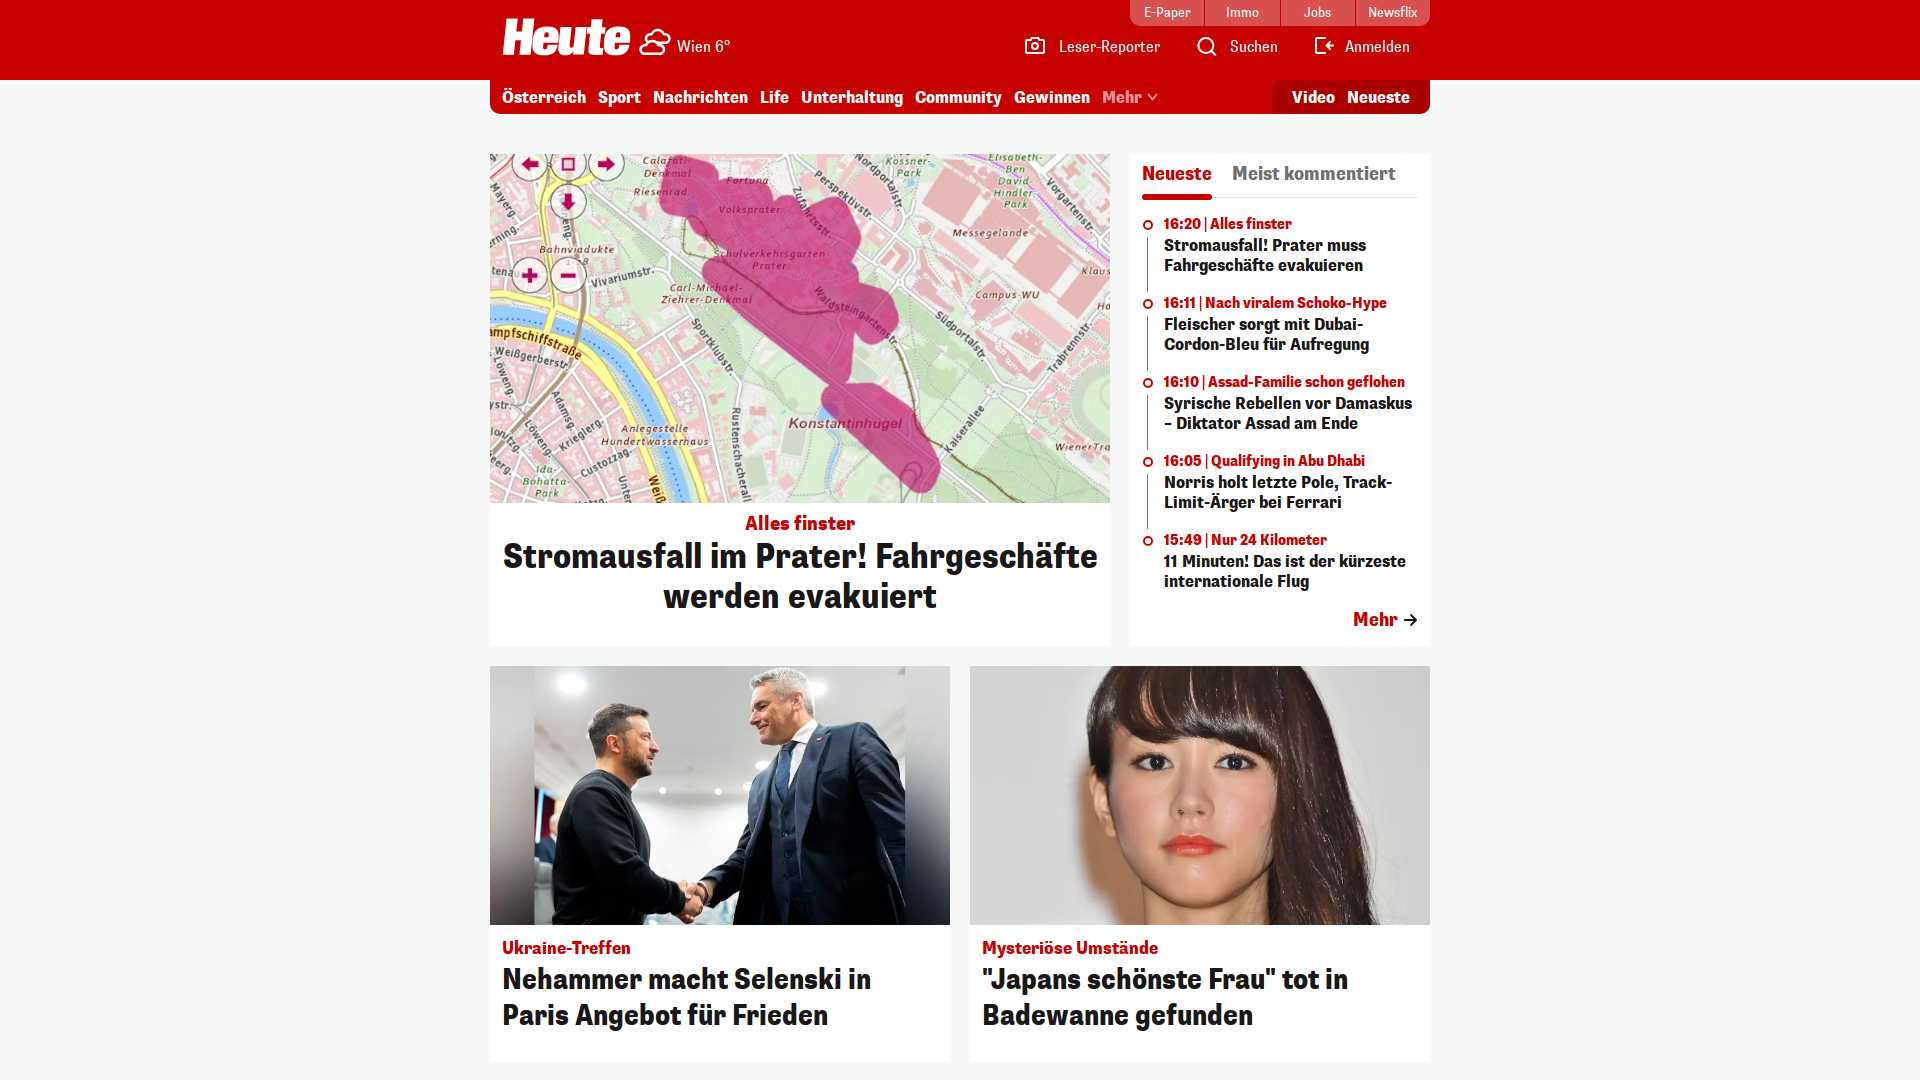 E-Paper
Immo
Jobs
Newsflix
Heute
Wien 6°
Leser-Reporter
Suchen
Anmelden
Österreich
Sport
Nachrichten
Life
Unterhaltung
Community
Gewinnen
Mehr
Video
Neueste
Calafati-
Denkmal
Riesenrad
Fortuna
Volksprater
Zufahrtsstr.
Perspektivstr.
Nordportalstr.
Kossner-
Park
Elisabeth-
Ben
David-
Hindler
Park
Vorgartenstr.
Messegelände
Klaus
Bahnviadukte
Vivariumstr.
Schulverkehrsgarten
Prater
Carl-Michael-
Ziehrer-Denkmal
Waldsteingartenstr.
Campus-WU
Südportalstr.
Trabrennstr.
Sportklubstr.
ampfschiffstraße
Weißgerberstr.
Löweng.
Adamsg.
Krieglerg.
Custozzag.
Löweng.
Ida-
Bohatta-
Park
Anlegestelle
Hundertwasserhaus
Rustenschacherall
Konstantinhügel
Kaiserallee
WienerTra
Alles finster
Stromausfall im Prater! Fahrgeschäfte
werden evakuiert
Neueste
Meist kommentiert
16:20 | Alles finster
Stromausfall! Prater muss
Fahrgeschäfte evakuieren
16:11 | Nach viralem Schoko-Hype
Fleischer sorgt mit Dubai-
Cordon-Bleu für Aufregung
16:10 | Assad-Familie schon geflohen
Syrische Rebellen vor Damaskus
– Diktator Assad am Ende
16:05 | Qualifying in Abu Dhabi
Norris holt letzte Pole, Track-
Limit-Ärger bei Ferrari
15:49 | Nur 24 Kilometer
11 Minuten! Das ist der kürzeste
internationale Flug
Mehr
Ukraine-Treffen
Nehammer macht Selenski in
Paris Angebot für Frieden
Mysteriöse Umstände
"Japans schönste Frau" tot in
Badewanne gefunden